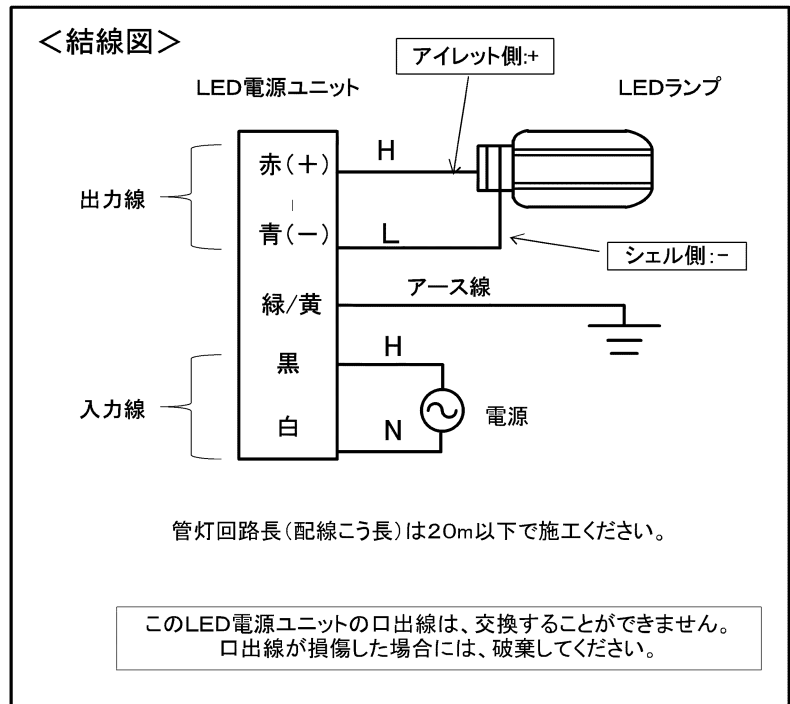 ＜結線図＞
アイレット側:+
LED電源ユニット
LEDランプ
赤(＋)
H
出力線
青(－)
L
シェル側:-
緑/黄
アース線
黒
H
入力線
電源
白
N
管灯回路長(配線こう長)は20m以下で施工ください。
このLED電源ユニットの口出線は、交換することができません。
口出線が損傷した場合には、破棄してください。